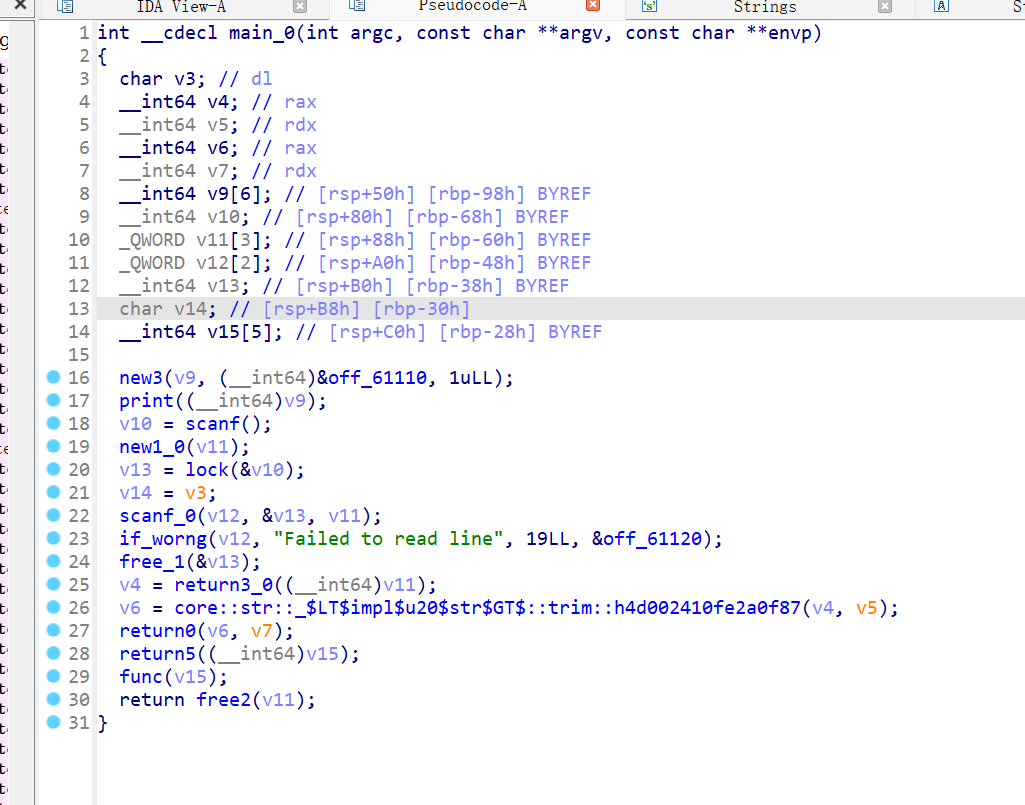 IDA View-A Pseudocode-A Strings
1 int __cdecl main_0(int argc, const char **argv, const char **envp)
2 {
3 char v3; // dl
4 __int64 v4; // rax
5 __int64 v5; // rdx
6 __int64 v6; // rax
7 __int64 v7; // rdx
8 __int64 v9[6]; // [rsp+50h] [rbp-98h] BYREF
9 __int64 v10; // [rsp+80h] [rbp-68h] BYREF
10 _QWORD v11[3]; // [rsp+88h] [rbp-60h] BYREF
11 _QWORD v12[2]; // [rsp+A0h] [rbp-48h] BYREF
12 __int64 v13; // [rsp+B0h] [rbp-38h] BYREF
13 char v14; // [rsp+B8h] [rbp-30h]
14 __int64 v15[5]; // [rsp+C0h] [rbp-28h] BYREF
15
16 new3(v9, (__int64)&off_61110, 1uLL);
17 print((__int64)v9);
18 v10 = scanf();
19 new1_0(v11);
20 v13 = lock(&v10);
21 v14 = v3;
22 scanf_0(v12, &v13, v11);
23 if_worng(v12, "Failed to read line", 19LL, &off_61120);
24 free_1(&v13);
25 v4 = return3_0((__int64)v11);
26 v6 = core::str::_$LT$impl$u20$str$GT$::trim::h4d002410fe2a0f87(v4, v5);
27 return0(v6, v7);
28 return5((__int64)v15);
29 func(v15);
30 return free2(v11);
31 }